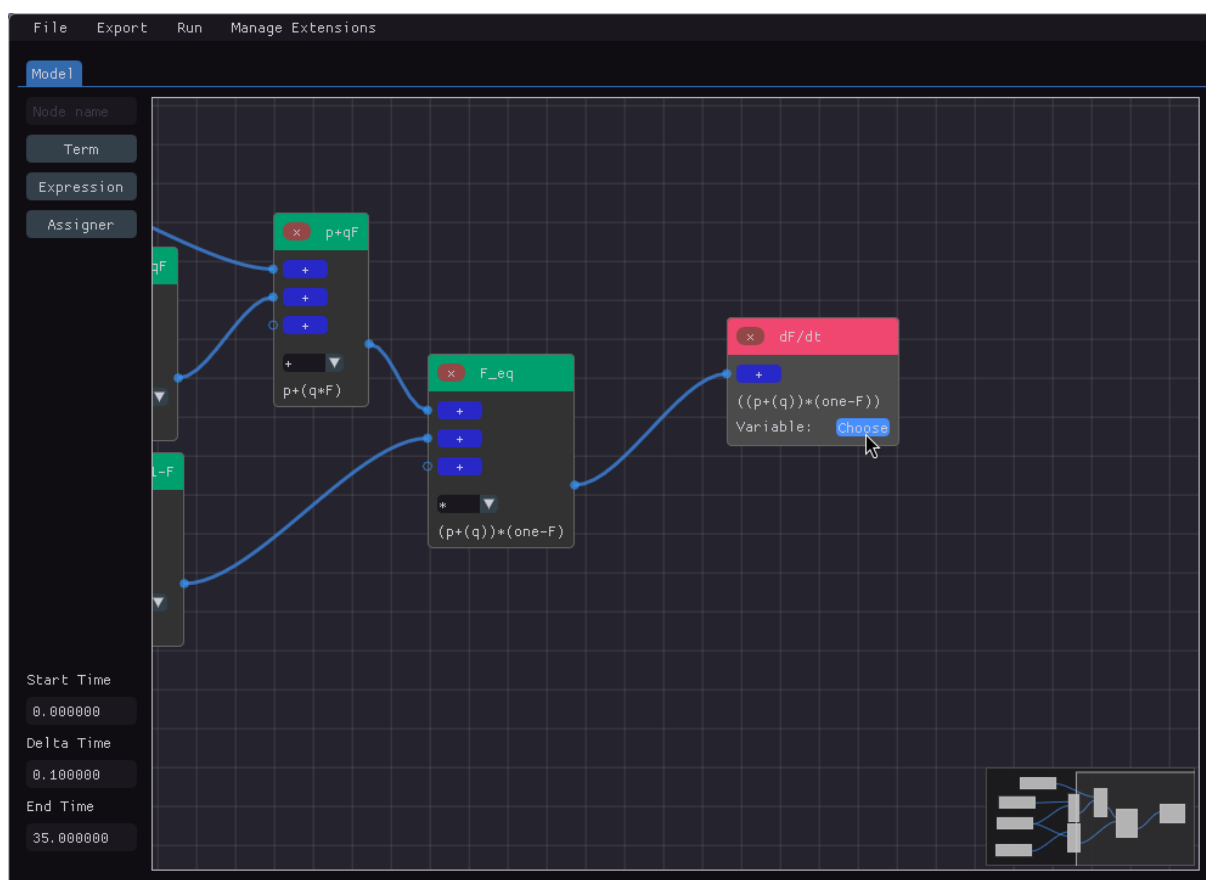 File Export Run Manage Extensions
Model
Node name
Term
Expression
Assigner
qF
x p+qF
+
+
+
+
p+(q*F)
1-F
x F_eq
+
+
+
*
(p+(q))*(one-F)
x dF/dt
+
((p+(q))*(one-F))
Variable: Choose
Start Time
0.000000
Delta Time
0.100000
End Time
35.000000